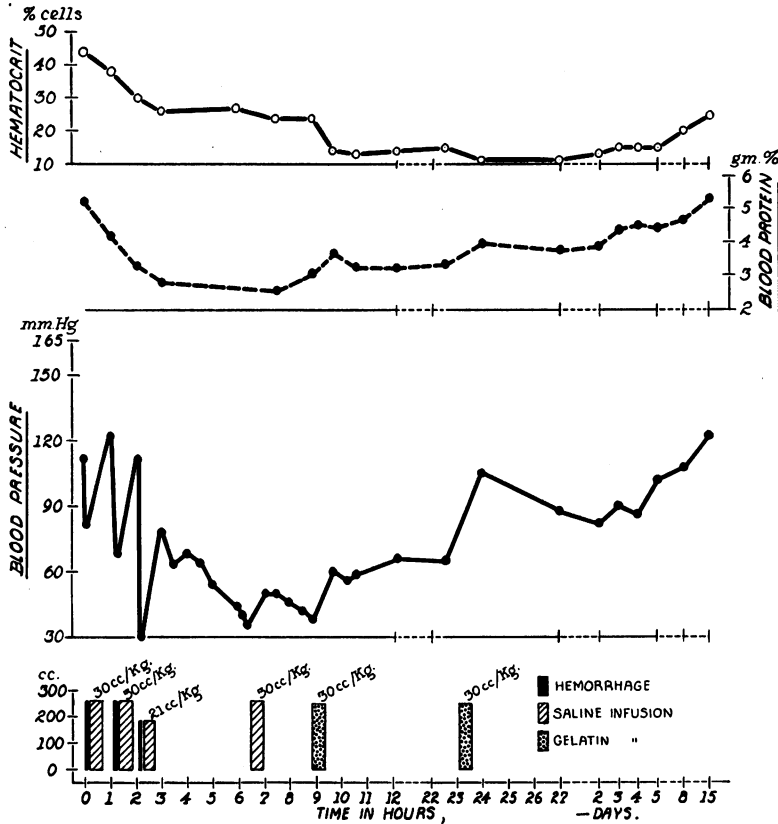 % cells
50
40
30
20
10
HEMATOCRIT
gm.%
6
5
4
3
2
BLOOD PROTEIN
mm.Hg
165
150
120
90
60
30
BLOOD PRESSURE
cc.
300
200
100
0
30cc/Kg.
30cc/Kg.
21cc/Kg
30cc/Kg.
30cc/Kg.
30cc/Kg.
HEMORRHAGE
SALINE INFUSION
GELATIN "
0 1 2 3 4 5 6 7 8 9 10 11 12 22 23 24 26 27 2 3 4 5 8 15
TIME IN HOURS, —DAYS.